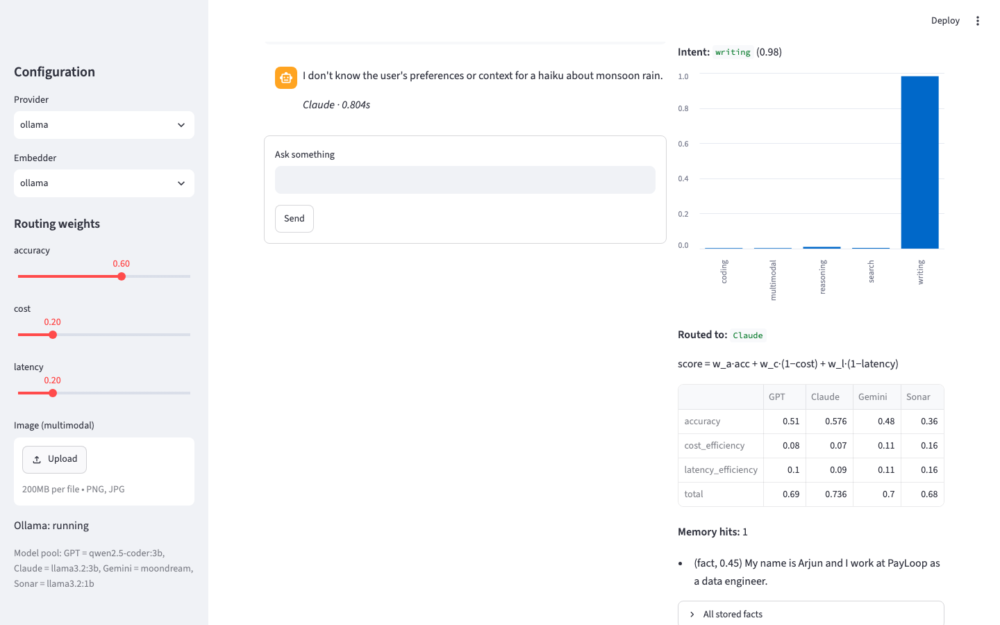 Deploy
Configuration
Provider
ollama
Embedder
ollama
Routing weights
accuracy
0.60
cost
0.20
latency
0.20
Image (multimodal)
Upload
200MB per file • PNG, JPG
Ollama: running
Model pool: GPT = qwen2.5-coder:3b,
Claude = llama3.2:3b, Gemini = moondream,
Sonar = llama3.2:1b
I don't know the user's preferences or context for a haiku about monsoon rain.
Claude · 0.804s
Ask something
Send
Intent: writing (0.98)
1.0
0.8
0.6
0.4
0.2
0.0
coding
multimodal
reasoning
search
writing
Routed to: Claude
score = w_a·acc + w_c·(1−cost) + w_l·(1−latency)
GPT Claude Gemini Sonar
accuracy 0.51 0.576 0.48 0.36
cost_efficiency 0.08 0.07 0.11 0.16
latency_efficiency 0.1 0.09 0.11 0.16
total 0.69 0.736 0.7 0.68
Memory hits: 1
• (fact, 0.45) My name is Arjun and I work at PayLoop as
a data engineer.
All stored facts